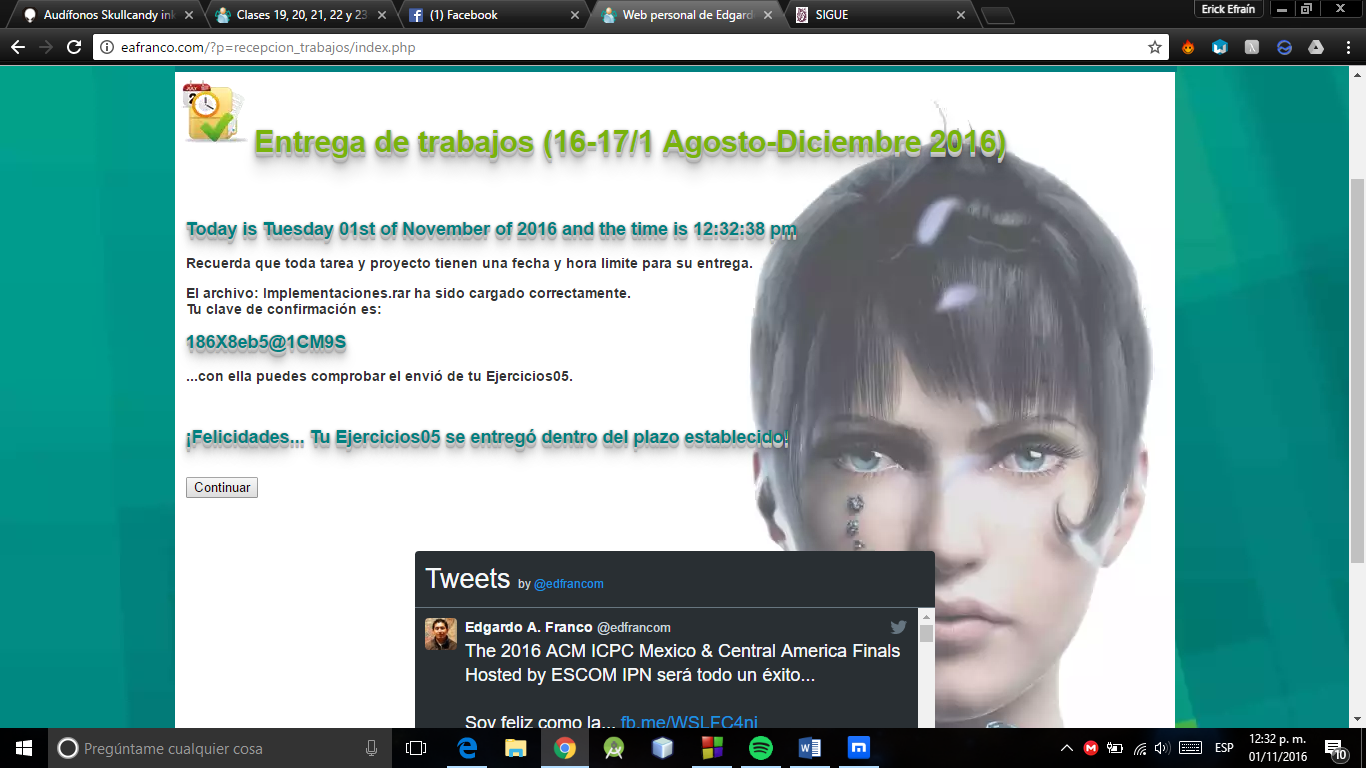 Audífonos Skullcandy ink
Clases 19, 20, 21, 22 y 23
(1) Facebook
Web personal de Edgard
SIGUE
Erick Efraín
eafranco.com/?p=recepcion_trabajos/index.php
Entrega de trabajos (16-17/1 Agosto-Diciembre 2016)
Today is Tuesday 01st of November of 2016 and the time is 12:32:38 pm
Recuerda que toda tarea y proyecto tienen una fecha y hora limite para su entrega.
El archivo: Implementaciones.rar ha sido cargado correctamente.
Tu clave de confirmación es:
186X8eb5@1CM9S
...con ella puedes comprobar el envió de tu Ejercicios05.
¡Felicidades... Tu Ejercicios05 se entregó dentro del plazo establecido!
Continuar
Tweets by @edfrancom
Edgardo A. Franco @edfrancom
The 2016 ACM ICPC Mexico & Central America Finals
Hosted by ESCOM IPN será todo un éxito...
Soy feliz como la... fb.me/WSLFC4ni
Pregúntame cualquier cosa
ESP
12:32 p. m.
01/11/2016
10